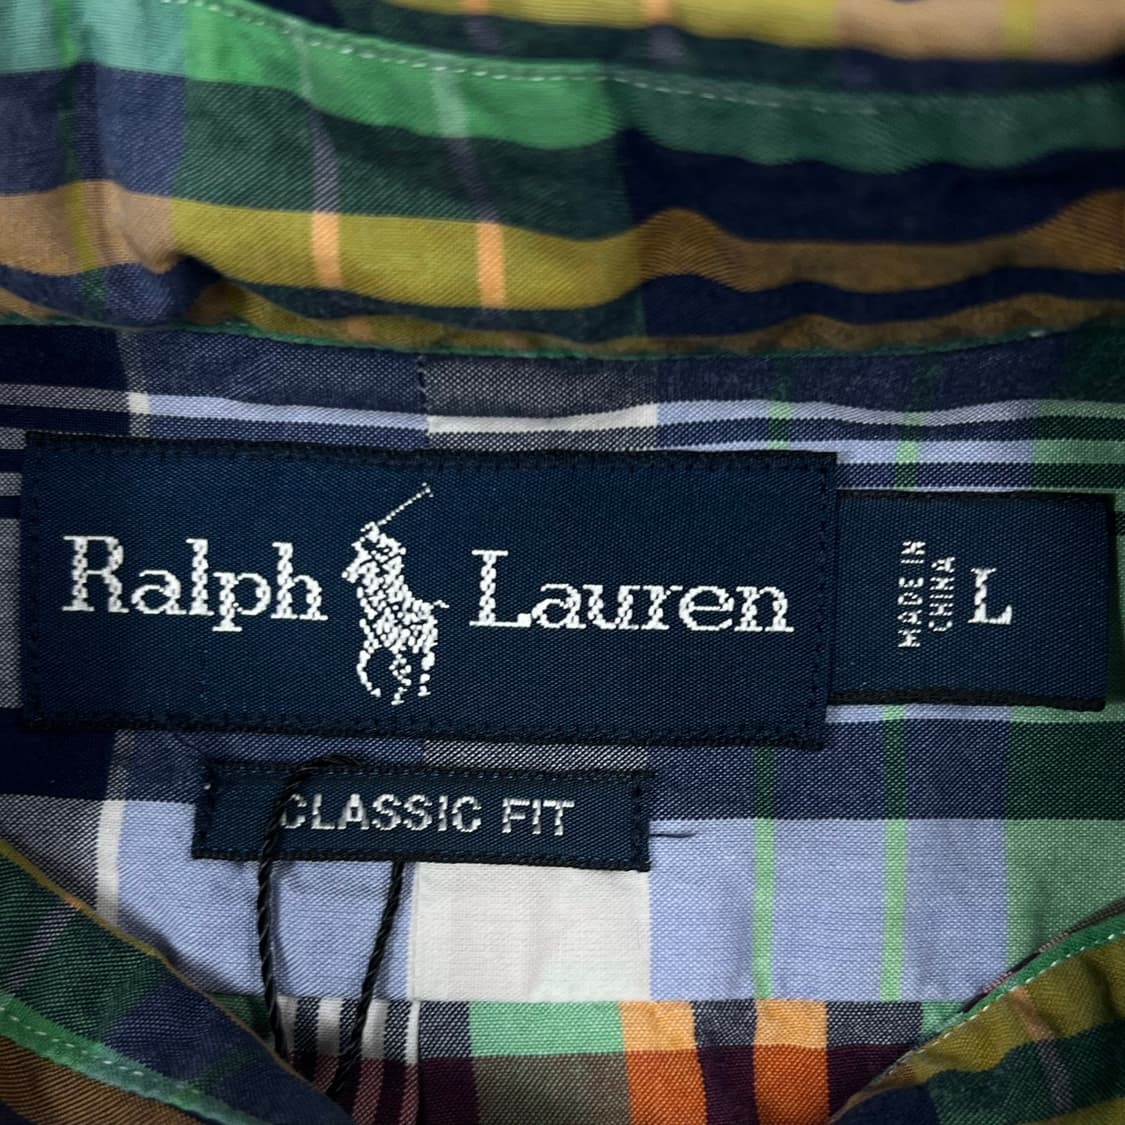 Ralph Lauren
MADE IN
CHINA
L
CLASSIC FIT